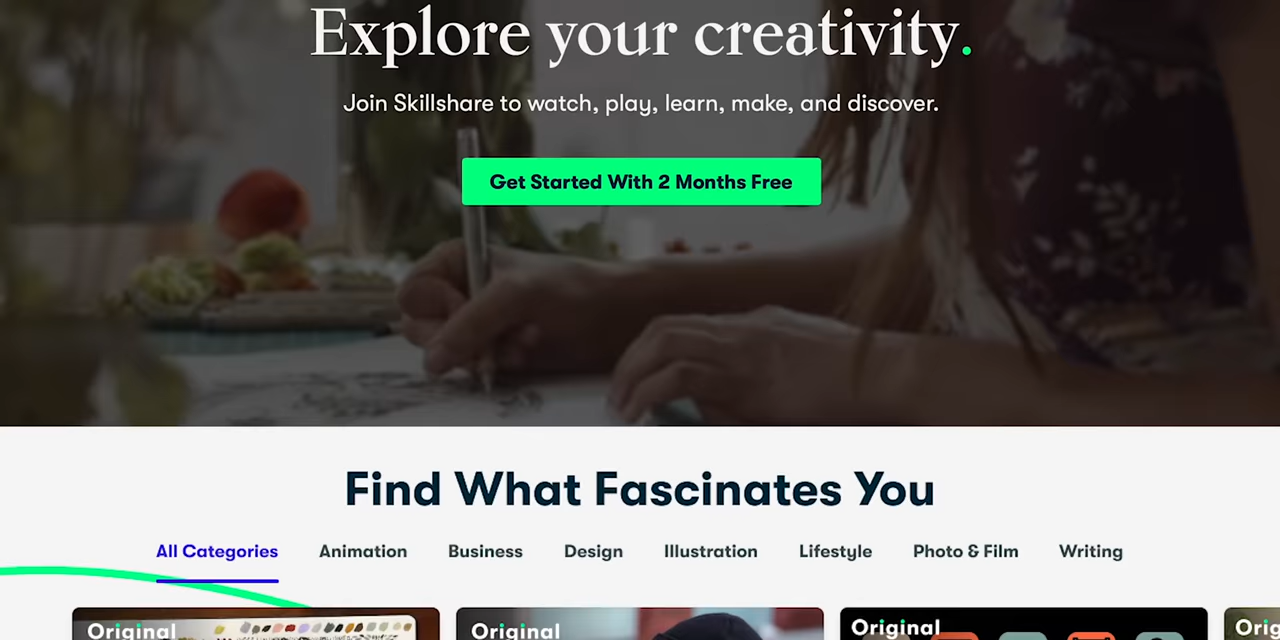 Explore your creativity.
Join Skillshare to watch, play, learn, make, and discover.
Get Started With 2 Months Free
Find What Fascinates You
All Categories Animation Business Design Illustration Lifestyle Photo & Film Writing
Original Original Original